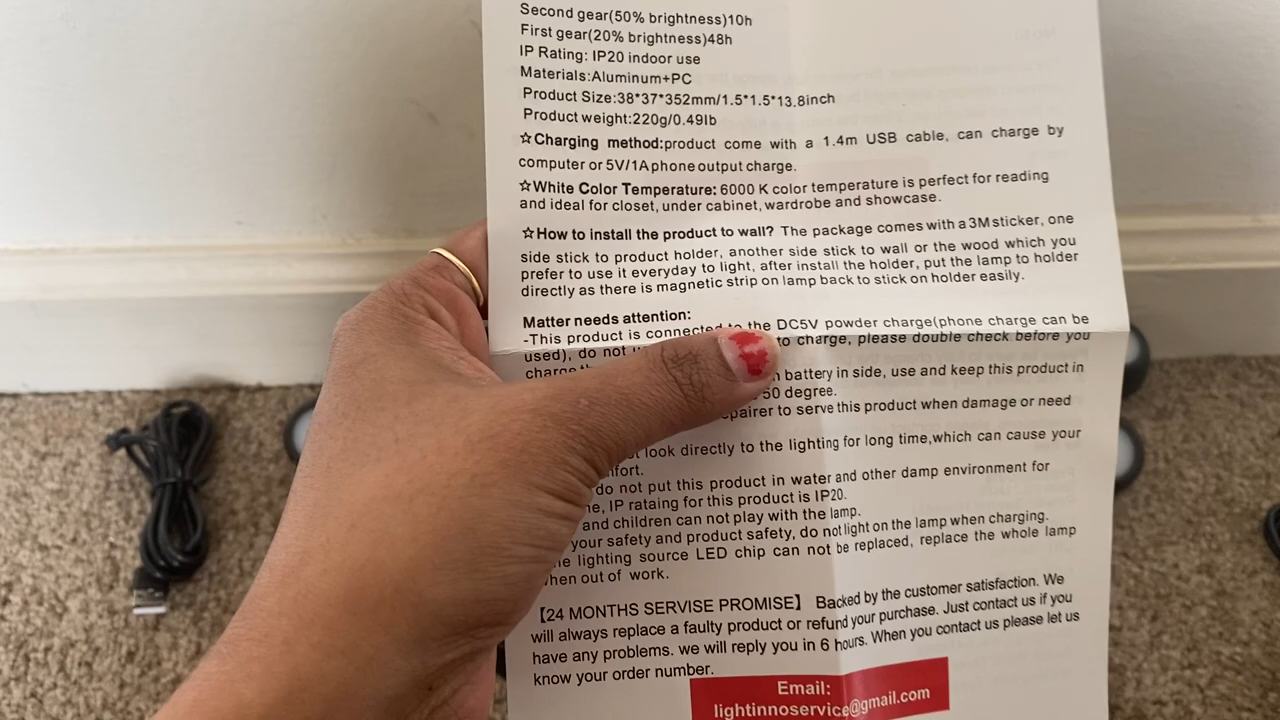 Second gear(50% brightness)10h
First gear(20% brightness)48h
IP Rating: IP20 indoor use
Materials:Aluminum+PC
Product Size:38*37*352mm/1.5*1.5*13.8inch
Product weight:220g/0.49lb
☆Charging method:product come with a 1.4m USB cable, can charge by
computer or 5V/1A phone output charge.
☆White Color Temperature: 6000 K color temperature is perfect for reading
and ideal for closet, under cabinet, wardrobe and showcase.
☆How to install the product to wall? The package comes with a 3M sticker, one
side stick to product holder, another side stick to wall or the wood which you
prefer to use it everyday to light, after install the holder, put the lamp to holder
directly as there is magnetic strip on lamp back to stick on holder easily.
Matter needs attention:
-This product is connected to the DC5V powder charge(phone charge can be
used), do not to charge, please double check before you
charge
battery in side, use and keep this product in
50 degree.
to serve this product when damage or need
look directly to the lighting for long time,which can cause your
do not put this product in water and other damp environment for
IP rataing for this product is IP20.
and children can not play with the lamp.
your safety and product safety, do not light on the lamp when charging.
lighting source LED chip can not be replaced, replace the whole lamp
when out of work.
【24 MONTHS SERVISE PROMISE】 Backed by the customer satisfaction. We
will always replace a faulty product or refund your purchase. Just contact us if you
have any problems. we will reply you in 6 hours. When you contact us please let us
know your order number.
Email:
lightinnoservice@gmail.com